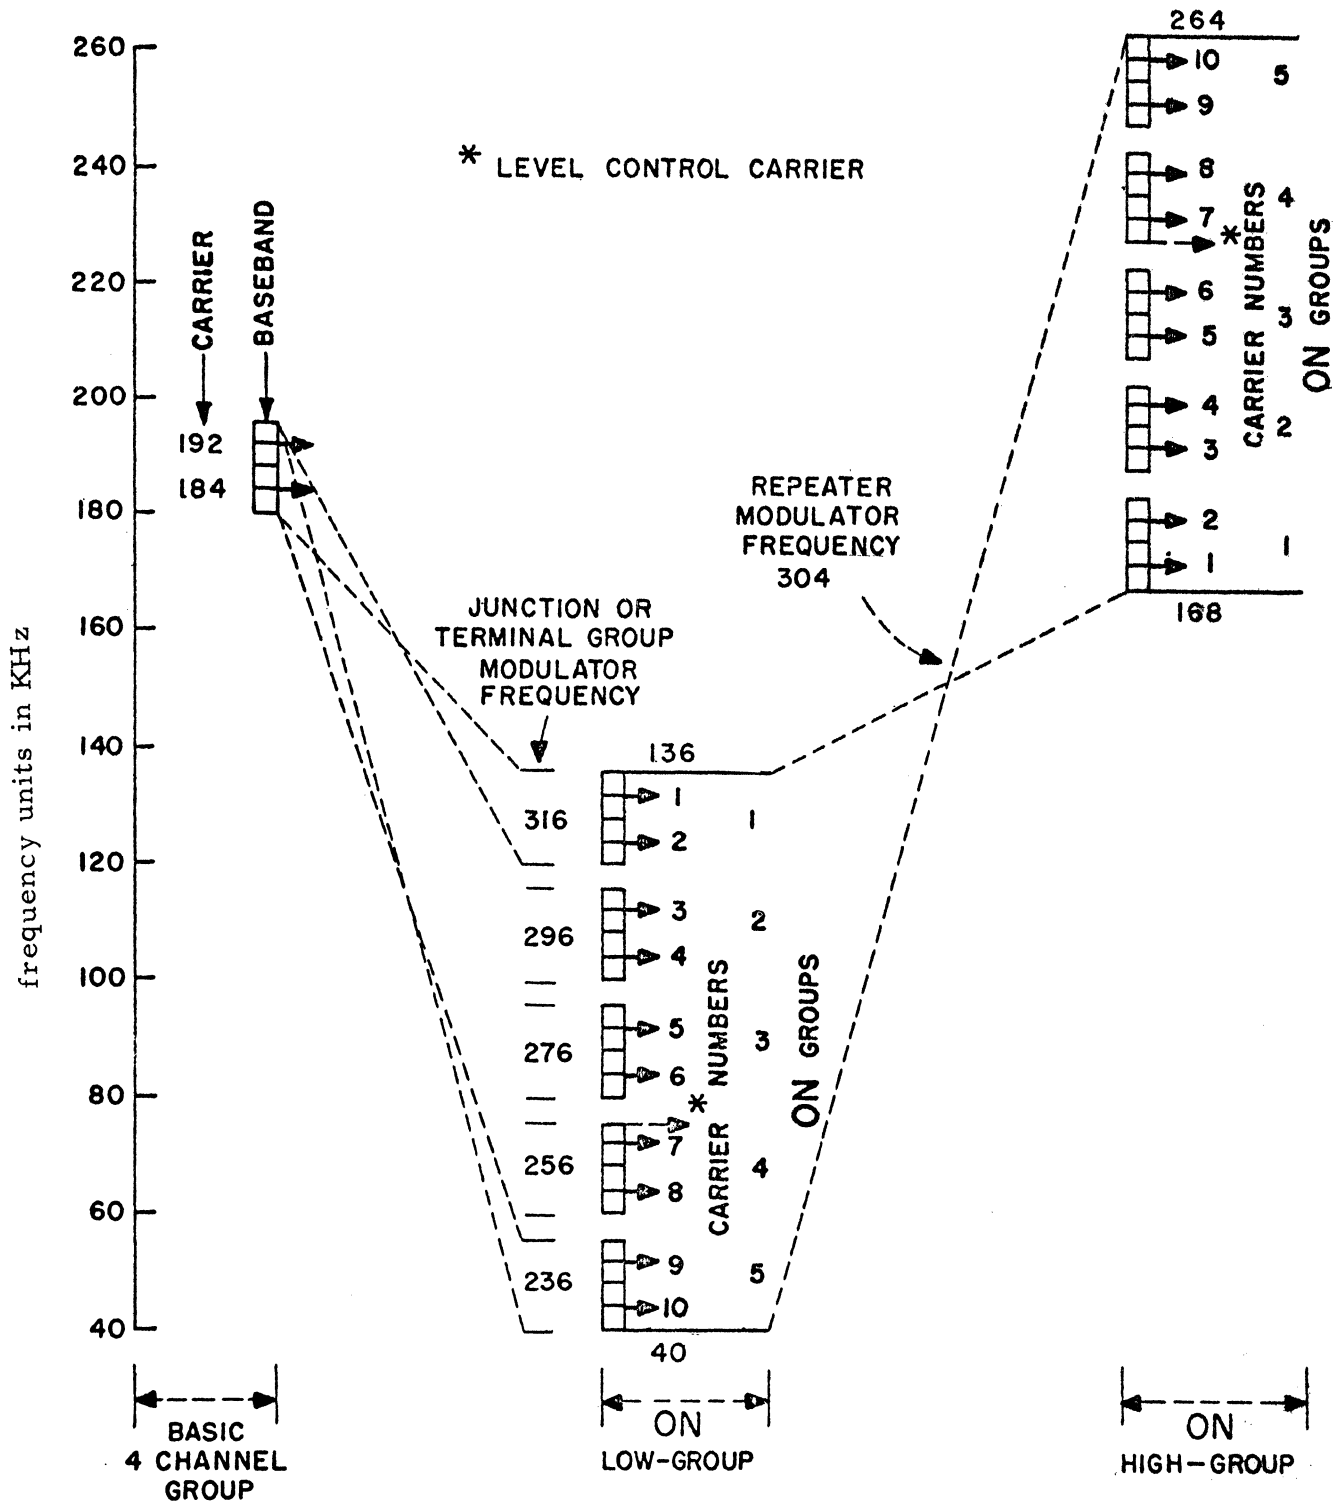 260
240
220
200
180
160
140
120
100
80
60
40
frequency units in KHz
CARRIER
BASEBAND
192
184
* LEVEL CONTROL CARRIER
JUNCTION OR
TERMINAL GROUP
MODULATOR
FREQUENCY
316
296
276
256
236
136
1
2
3
4
5
6
*
7
8
9
10
40
CARRIER NUMBERS
1
2
3
4
5
ON GROUPS
REPEATER
MODULATOR
FREQUENCY
304
264
10
9
8
7
*
6
5
4
3
2
1
168
CARRIER NUMBERS
5
4
3
2
1
ON GROUPS
BASIC
4 CHANNEL
GROUP
ON
LOW-GROUP
ON
HIGH-GROUP